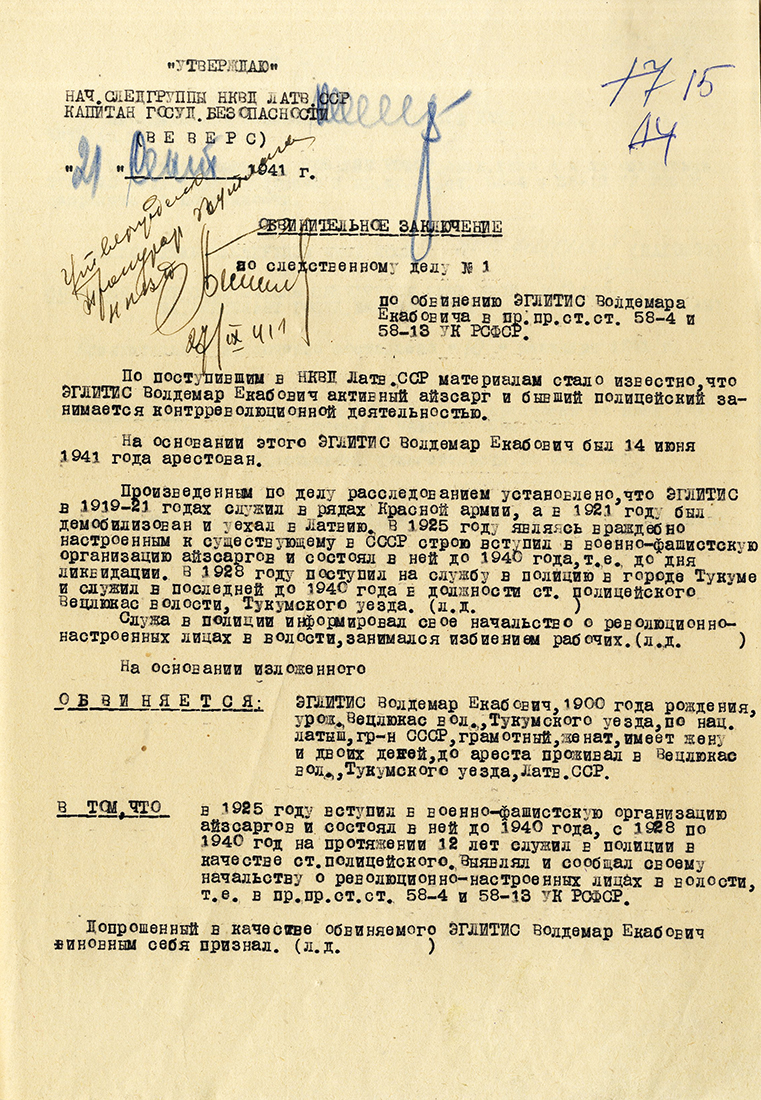 "УТВЕРЖДАЮ"
17 15
14
НАЧ.СЛЕДГРУППЫ НКВД ЛАТВ.ССР
КАПИТАН ГОСУД.БЕЗОПАСНОСТИ
(ВЕВЕРС)
"21" Сент 1941 г.
27/IX 41 г
ОБВИНИТЕЛЬНОЕ ЗАКЛЮЧЕНИЕ
по следственному делу № 1
по обвинению ЭГЛИТИС Волдемара
Екабовича в пр.пр.ст.ст. 58-4 и
58-13 УК РСФСР.
По поступившим в НКВД Латв.ССР материалам стало известно,что
ЭГЛИТИС Волдемар Екабович активный айзсарг и бывший полицейский за-
нимается контрреволюционной деятельностью.
На основании этого ЭГЛИТИС Волдемар Екабович был 14 июня
1941 года арестован.
Произведенным по делу расследованием установлено,что ЭГЛИТИС
в 1919-21 годах служил в рядах Красной армии, а в 1921 году был
демобилизован и уехал в Латвию. В 1925 году являясь враждебно
настроенным к существующему в СССР строю вступил в военно-фашистскую
организацию айзсаргов и состоял в ней до 1940 года,т.е. до дня
ликвидации. В 1928 году поступил на службу в полицию в городе Тукуме
и служил в последней до 1940 года в должности ст. полицейского
Вецлюкас волости, Тукумского уезда. (л.д. )
Служа в полиции информировал свое начальство о революционно-
настроенных лицах в волости,занимался избиением рабочих.(л.д. )
На основании изложенного
ОБВИНЯЕТСЯ: ЭГЛИТИС Волдемар Екабович,1900 года рождения,
урож.Вецлюкас вол.,Тукумского уезда,по нац.
латыш,гр-н СССР,грамотный,женат,имеет жену
и двоих деней,до ареста проживал в Вецлюкас
вол.,Тукумского уезда,Латв.ССР.
В ТОМ,ЧТО в 1925 году вступил в военно-фашистскую организацию
айзсаргов и состоял в ней до 1940 года, с 1928 по
1940 год на протяжении 12 лет служил в полиции в
качестве ст.полицейского.Выявлял и сообщал своему
начальству о революционно-настроенных лицах в волости,
т.е. в пр.пр.ст.ст. 58-4 и 58-13 УК РСФСР.
Допрошенный в качестве обвиняемого ЭГЛИТИС Волдемар Екабович
виновным себя признал. (л.д. )